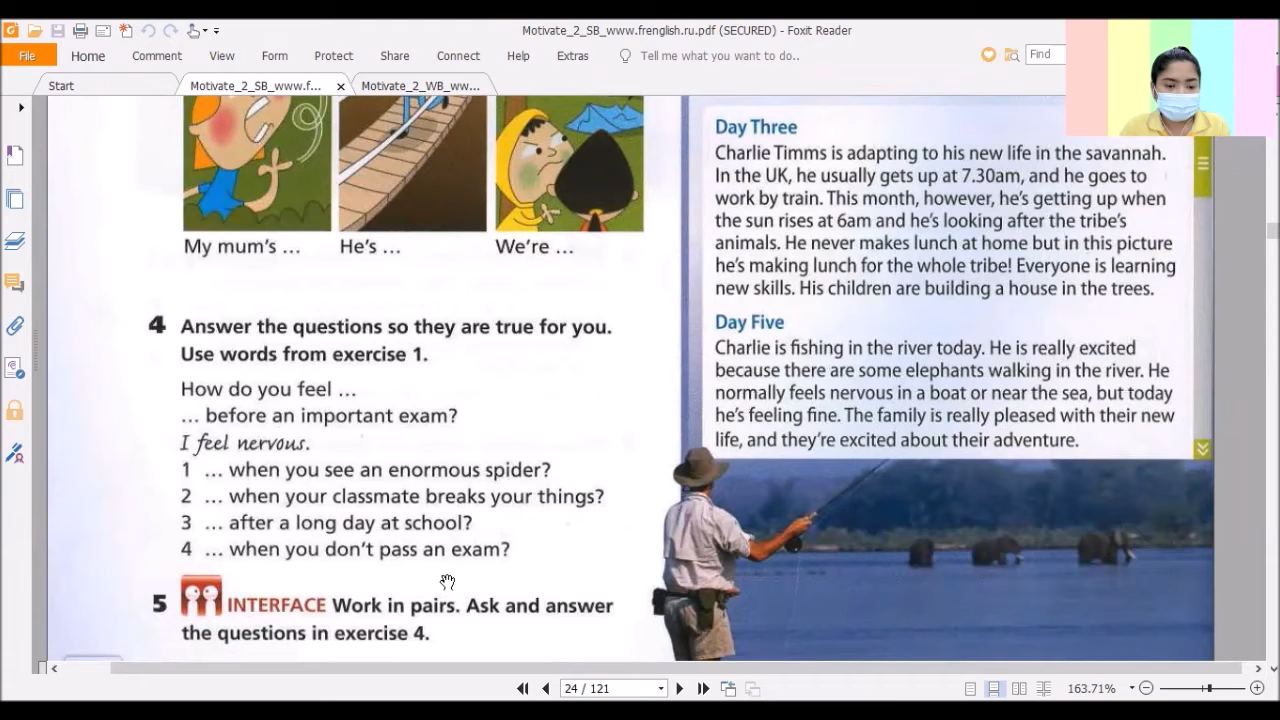 Motivate_2_SB_www.frenglish.ru.pdf (SECURED) - Foxit Reader
File Home Comment View Form Protect Share Connect Help Extras Tell me what you want to do.. Find
Start Motivate_2_SB_www.f... Motivate_2_WB_ww...
My mum's ... He's ... We're ...
4 Answer the questions so they are true for you.
Use words from exercise 1.
How do you feel ...
... before an important exam?
I feel nervous.
1 ... when you see an enormous spider?
2 ... when your classmate breaks your things?
3 ... after a long day at school?
4 ... when you don't pass an exam?
5 INTERFACE Work in pairs. Ask and answer
the questions in exercise 4.
Day Three
Charlie Timms is adapting to his new life in the savannah.
In the UK, he usually gets up at 7.30am, and he goes to
work by train. This month, however, he's getting up when
the sun rises at 6am and he's looking after the tribe's
animals. He never makes lunch at home but in this picture
he's making lunch for the whole tribe! Everyone is learning
new skills. His children are building a house in the trees.
Day Five
Charlie is fishing in the river today. He is really excited
because there are some elephants walking in the river. He
normally feels nervous in a boat or near the sea, but today
he's feeling fine. The family is really pleased with their new
life, and they're excited about their adventure.
24 / 121
163.71%